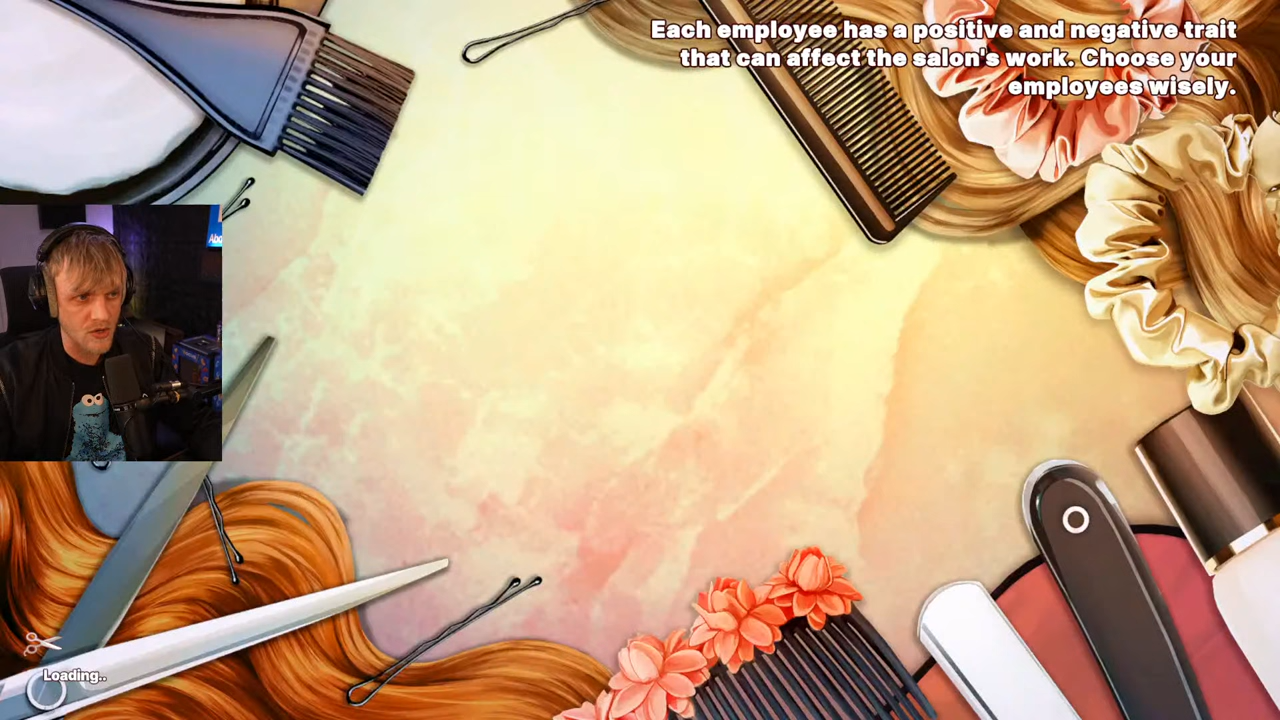 Each employee has a positive and negative trait
that can affect the salon's work. Choose your
employees wisely.
Loading..